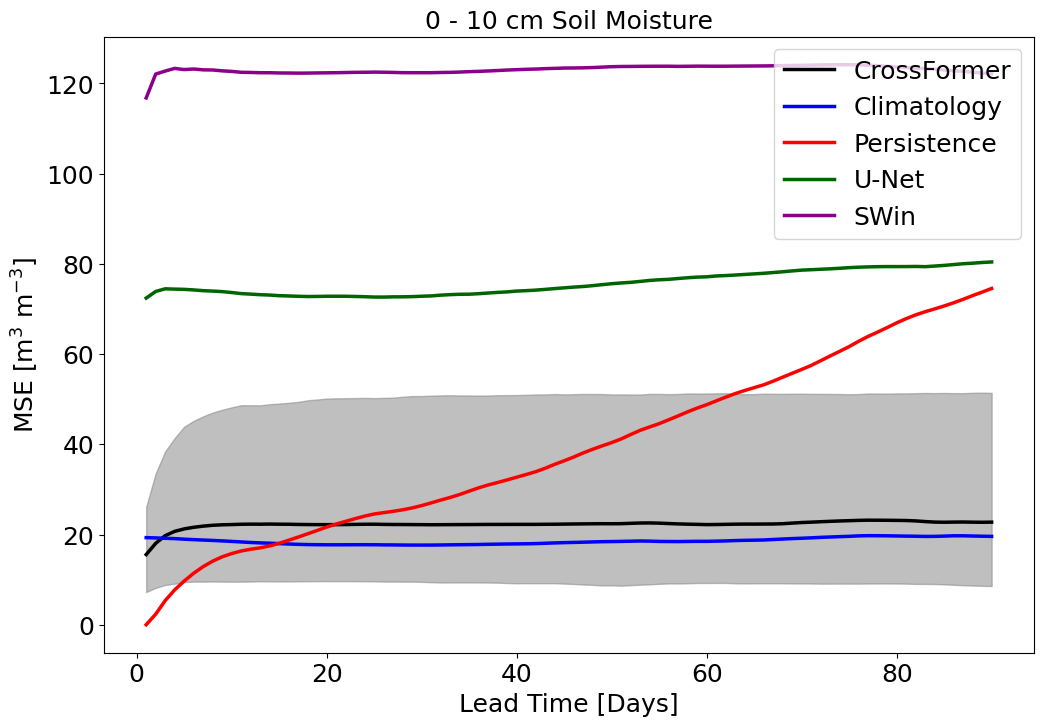 0 - 10 cm Soil Moisture
MSE [m³ m⁻³]
120
100
80
60
40
20
0
CrossFormer
Climatology
Persistence
U-Net
SWin
0 20 40 60 80
Lead Time [Days]